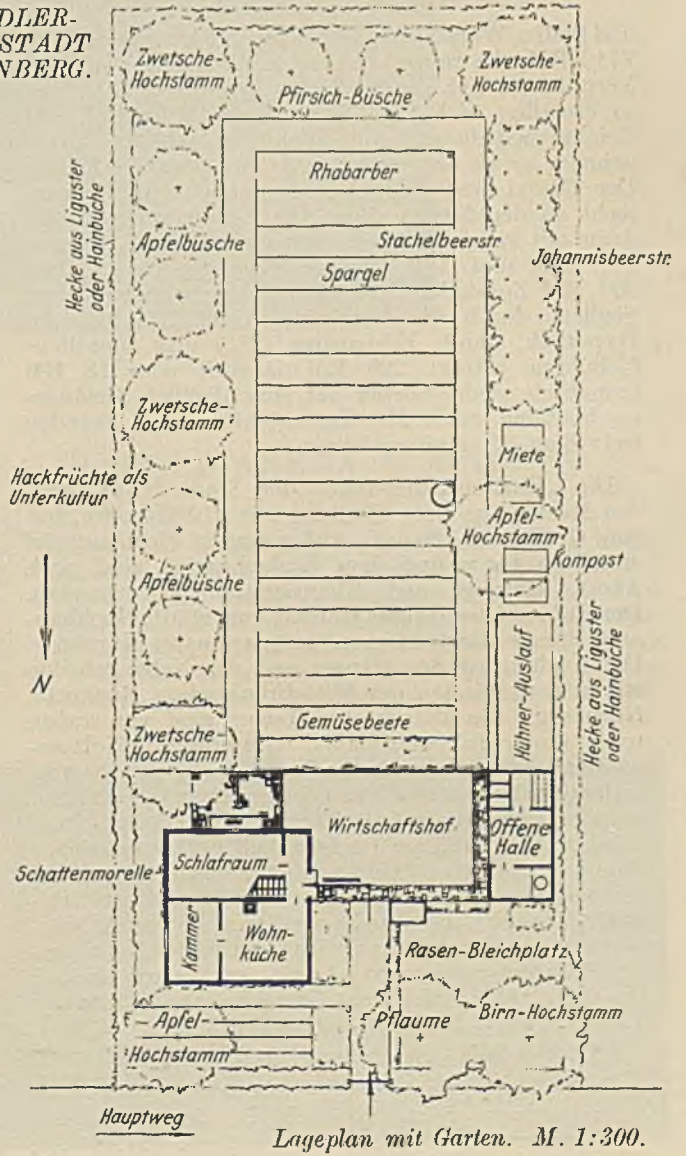 DLER-
STADT
NBERG.
Zwetsche-
Hochstamm
Pfirsich-Büsche
Zwetsche-
Hochstamm
Rhabarber
Hecke aus Liguster
oder Hainbuche
Apfelbüsche
Stachelbeerstr.
Johannisbeerstr.
Spargel
Zwetsche-
Hochstamm
Miete
Hackfrüchte als
Unterkultur
Apfel-
Hochstamm
Kompost
Apfelbüsche
N
Hühner-Auslauf
Hecke aus Liguster
oder Hainbuche
Zwetsche-
Hochstamm
Gemüsebeete
Wirtschaftshof
Offene
Halle
Schattenmorelle
Schlafraum
Kammer
Wohn-
küche
Rasen-Bleichplatz
Apfel-
Hochstamm
Pflaume
Birn-Hochstamm
Hauptweg
Lageplan mit Garten. M. 1:300.